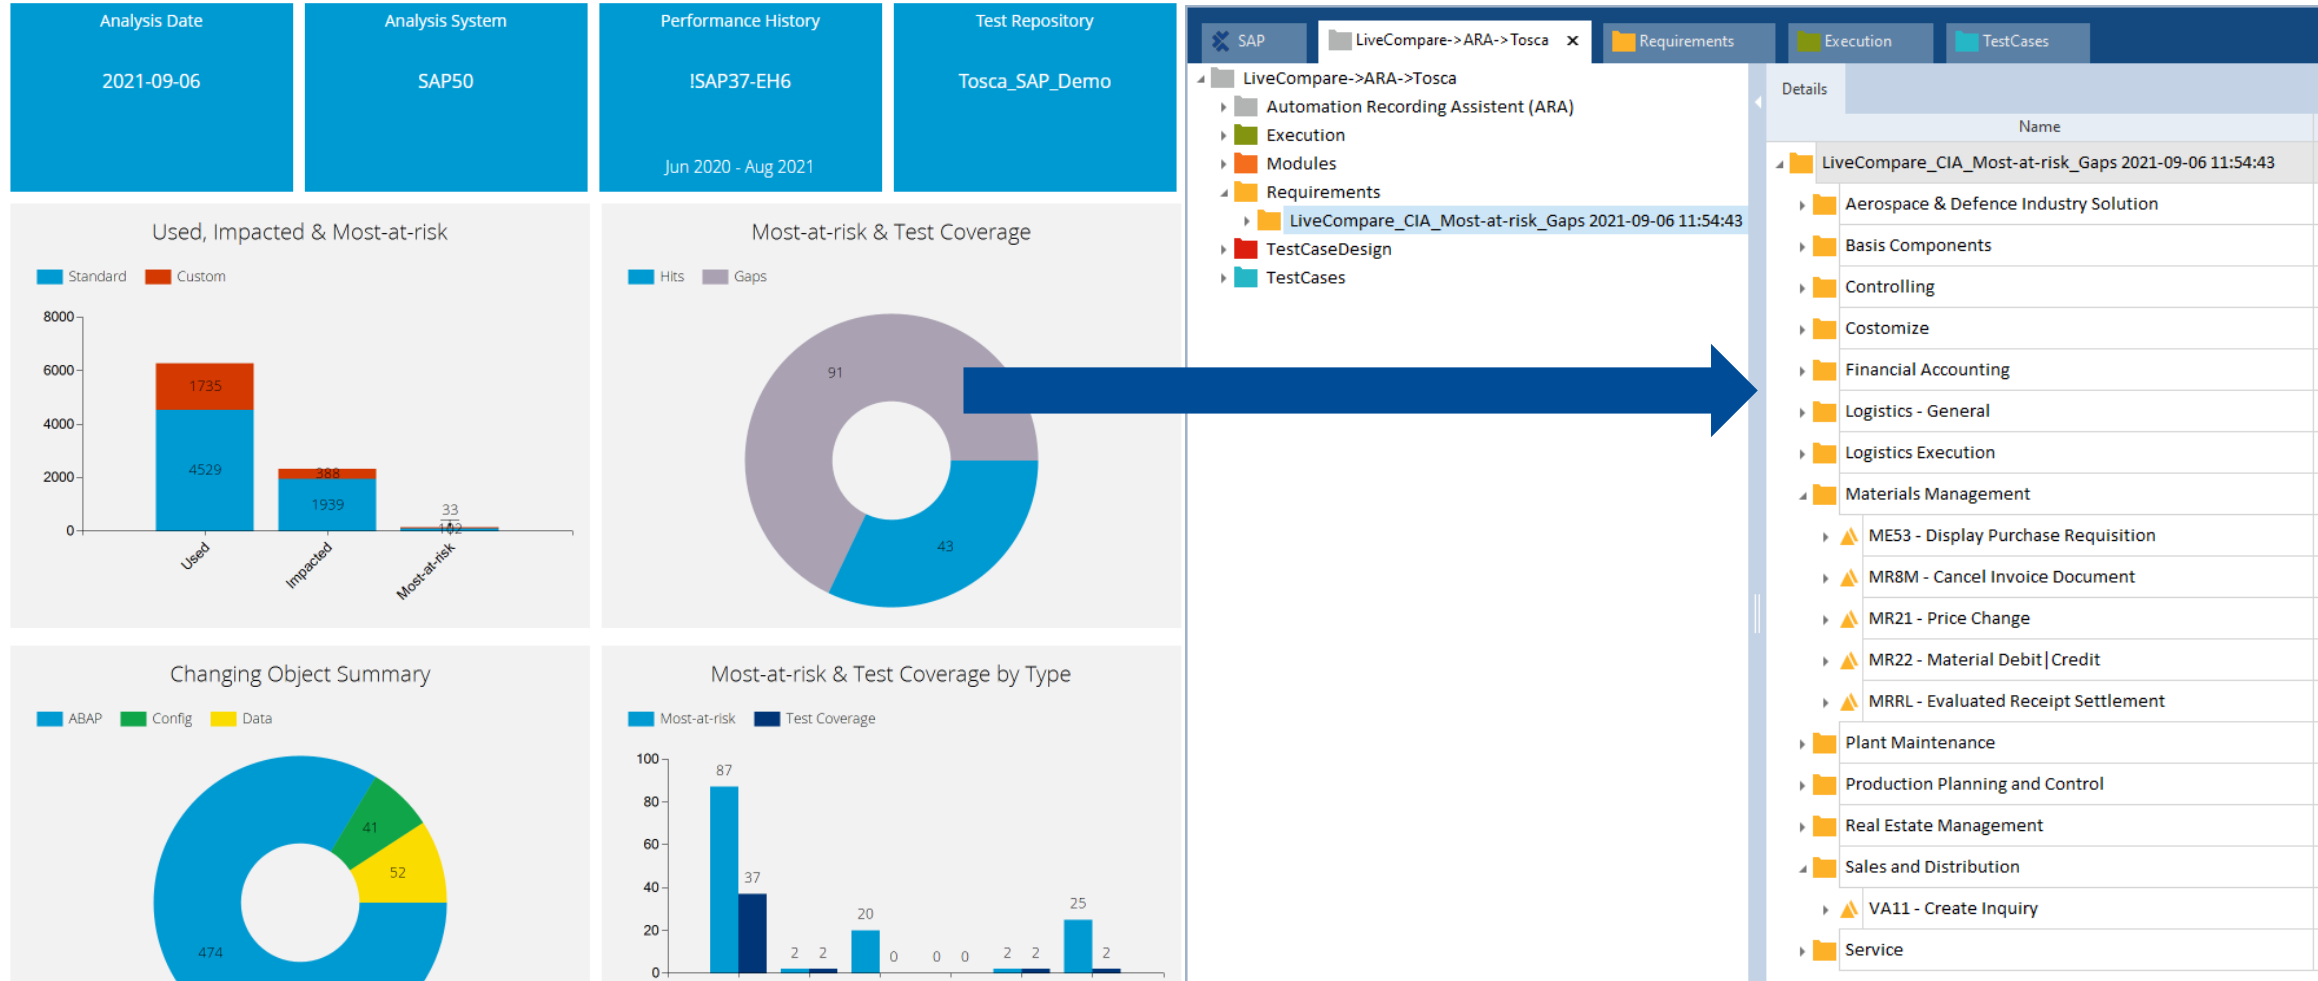 Analysis Date
2021-09-06
Analysis System
SAP50
Performance History
!SAP37-EH6
Jun 2020 - Aug 2021
Test Repository
Tosca_SAP_Demo
Used, Impacted & Most-at-risk
Standard Custom
8000
6000
4000
2000
0
1735
4529
388
1939
33
102
Used
Impacted
Most-at-risk
Most-at-risk & Test Coverage
Hits Gaps
91
43
Changing Object Summary
ABAP Config Data
41
52
474
Most-at-risk & Test Coverage by Type
Most-at-risk Test Coverage
100
80
60
40
20
0
87
37
2 2
20
0
0 0
2 2
25
2
SAP
LiveCompare->ARA->Tosca x
Requirements
Execution
TestCases
LiveCompare->ARA->Tosca
Automation Recording Assistent (ARA)
Execution
Modules
Requirements
LiveCompare_CIA_Most-at-risk_Gaps 2021-09-06 11:54:43
TestCaseDesign
TestCases
Details
Name
LiveCompare_CIA_Most-at-risk_Gaps 2021-09-06 11:54:43
Aerospace & Defence Industry Solution
Basis Components
Controlling
Costomize
Financial Accounting
Logistics - General
Logistics Execution
Materials Management
ME53 - Display Purchase Requisition
MR8M - Cancel Invoice Document
MR21 - Price Change
MR22 - Material Debit|Credit
MRRL - Evaluated Receipt Settlement
Plant Maintenance
Production Planning and Control
Real Estate Management
Sales and Distribution
VA11 - Create Inquiry
Service